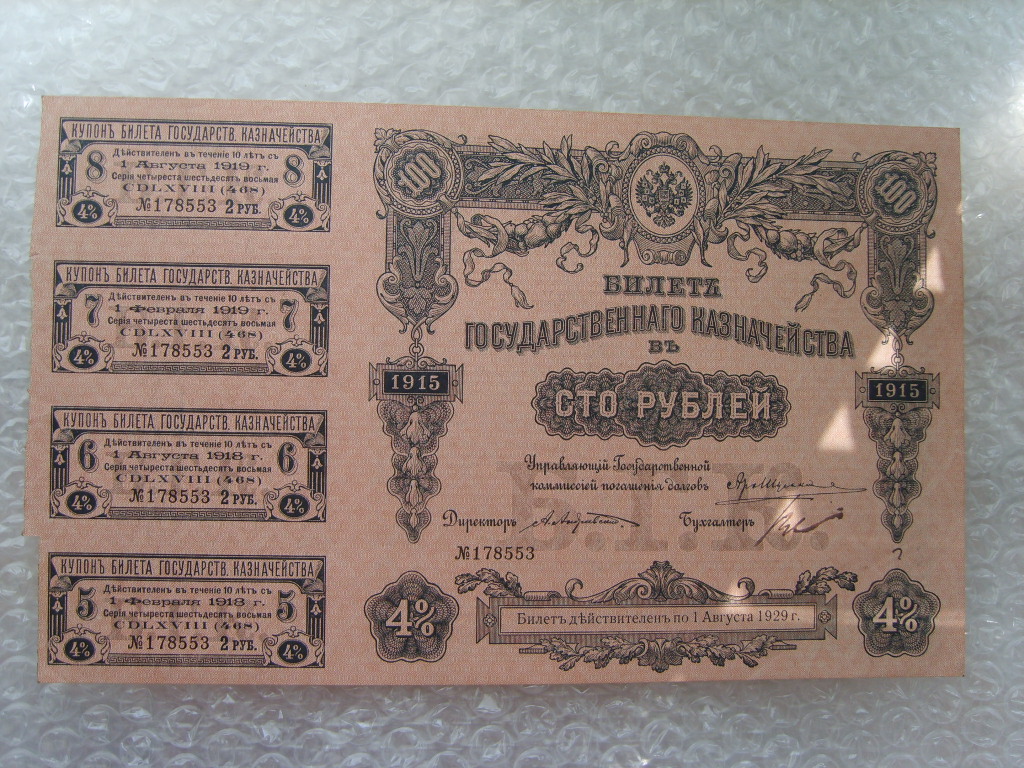 КУПОНЪ БИЛЕТА ГОСУДАРСТВ. КАЗНАЧЕЙСТВА
8 Дѣйствителенъ въ теченіе 10 лѣтъ съ 8
1 Августа 1919 г.
Серія четыреста шестьдесятъ восьмая
CDLXVIII (468)
4% №178553 2 РУБ. 4%
КУПОНЪ БИЛЕТА ГОСУДАРСТВ. КАЗНАЧЕЙСТВА
7 Дѣйствителенъ въ теченіе 10 лѣтъ съ 7
1 Февраля 1919 г.
Серія четыреста шестьдесятъ восьмая
CDLXVIII (468)
4% №178553 2 РУБ. 4%
КУПОНЪ БИЛЕТА ГОСУДАРСТВ. КАЗНАЧЕЙСТВА
6 Дѣйствителенъ въ теченіе 10 лѣтъ съ 6
1 Августа 1918 г.
Серія четыреста шестьдесятъ восьмая
CDLXVIII (468)
4% №178553 2 РУБ. 4%
КУПОНЪ БИЛЕТА ГОСУДАРСТВ. КАЗНАЧЕЙСТВА
5 Дѣйствителенъ въ теченіе 10 лѣтъ съ 5
1 Февраля 1918 г.
Серія четыреста шестьдесятъ восьмая
CDLXVIII (468)
4% №178553 2 РУБ. 4%
100 100
БИЛЕТЪ
ГОСУДАРСТВЕННАГО КАЗНАЧЕЙСТВА
ВЪ
1915 СТО РУБЛЕЙ 1915
Управляющій Государственной
коммиссіей погашенія долговъ
Директоръ Бухгалтеръ
№178553
4% Билетъ дѣйствителенъ по 1 Августа 1929 г. 4%